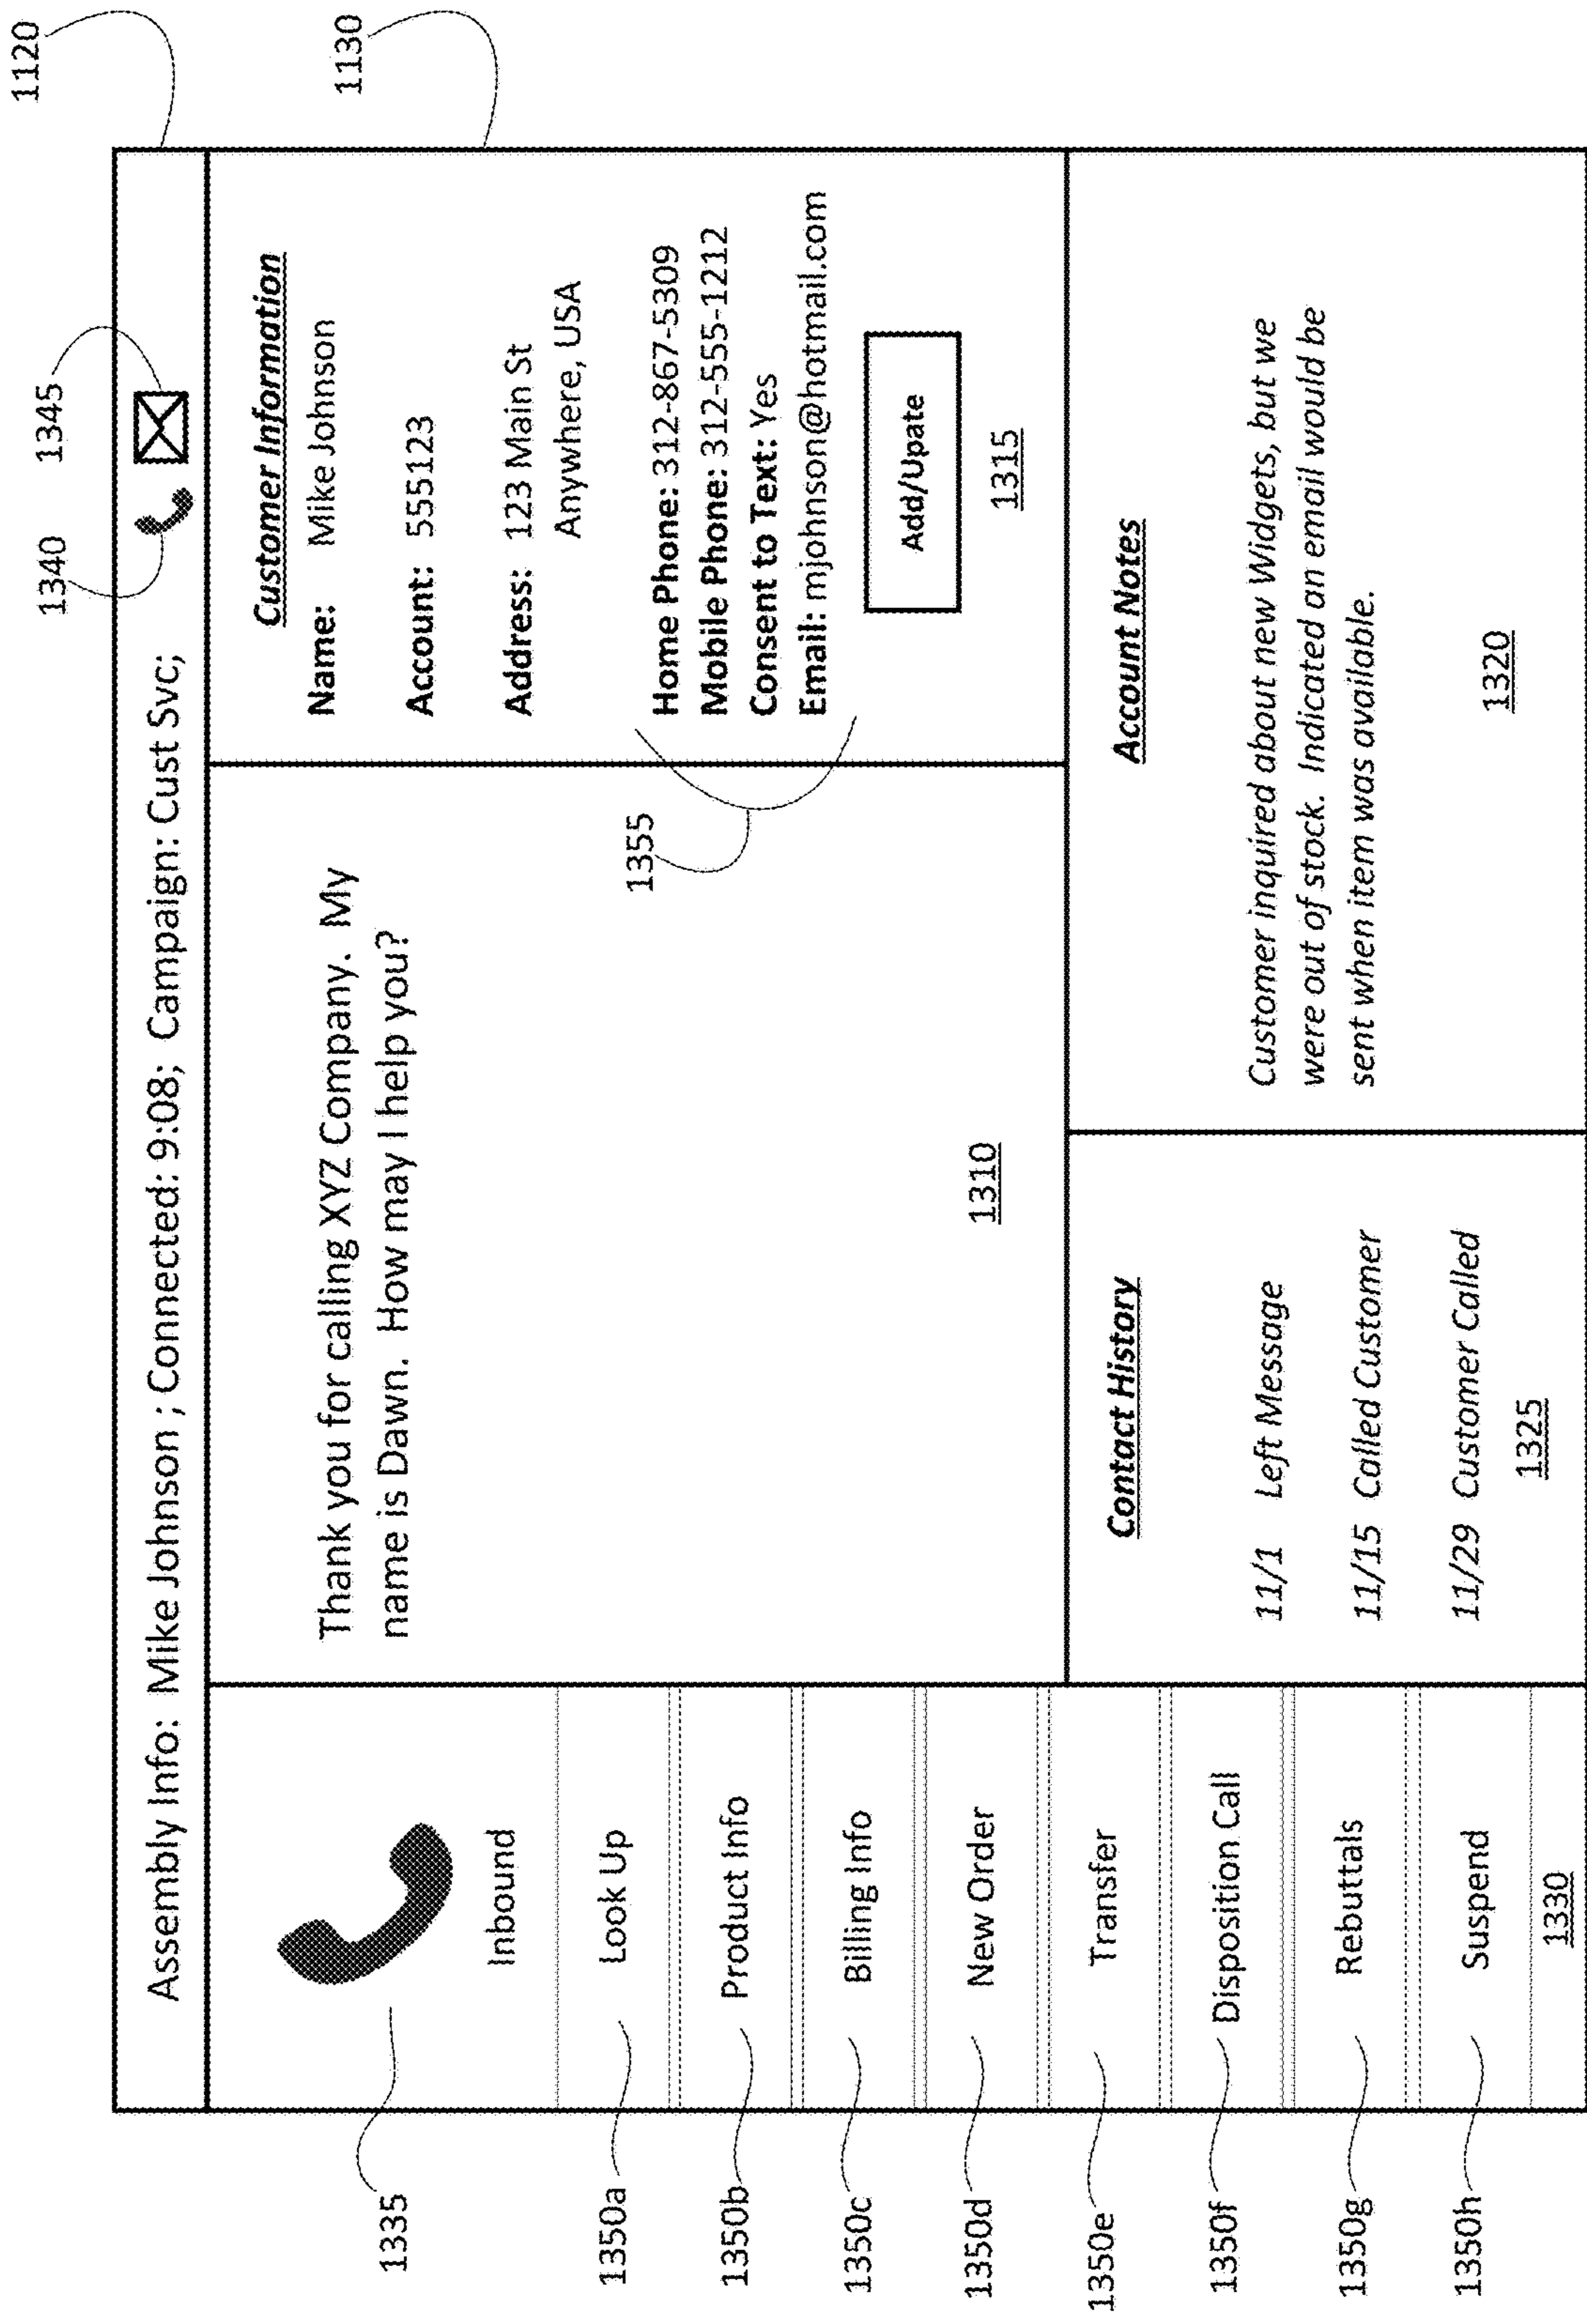 1120
1340
1345
Assembly Info:  Mike Johnson ; Connected: 9:08;  Campaign: Cust Svc;
1130
1335
Inbound
1350a
Look Up
1350b
Product Info
1350c
Billing Info
1350d
New Order
1350e
Transfer
1350f
Disposition Call
1350g
Rebuttals
1350h
Suspend
1330
Thank you for calling XYZ Company.  My
name is Dawn.  How may I help you?
1310
1355
Customer Information
Name:  Mike Johnson
Account:  555123
Address:  123 Main St
Anywhere, USA
Home Phone: 312-867-5309
Mobile Phone: 312-555-1212
Consent to Text: Yes
Email: mjohnson@hotmail.com
Add/Upate
1315
Contact History
11/1  Left Message
11/15  Called Customer
11/29  Customer Called
1325
Account Notes
Customer inquired about new Widgets, but we
were out of stock.  Indicated an email would be
sent when item was available.
1320